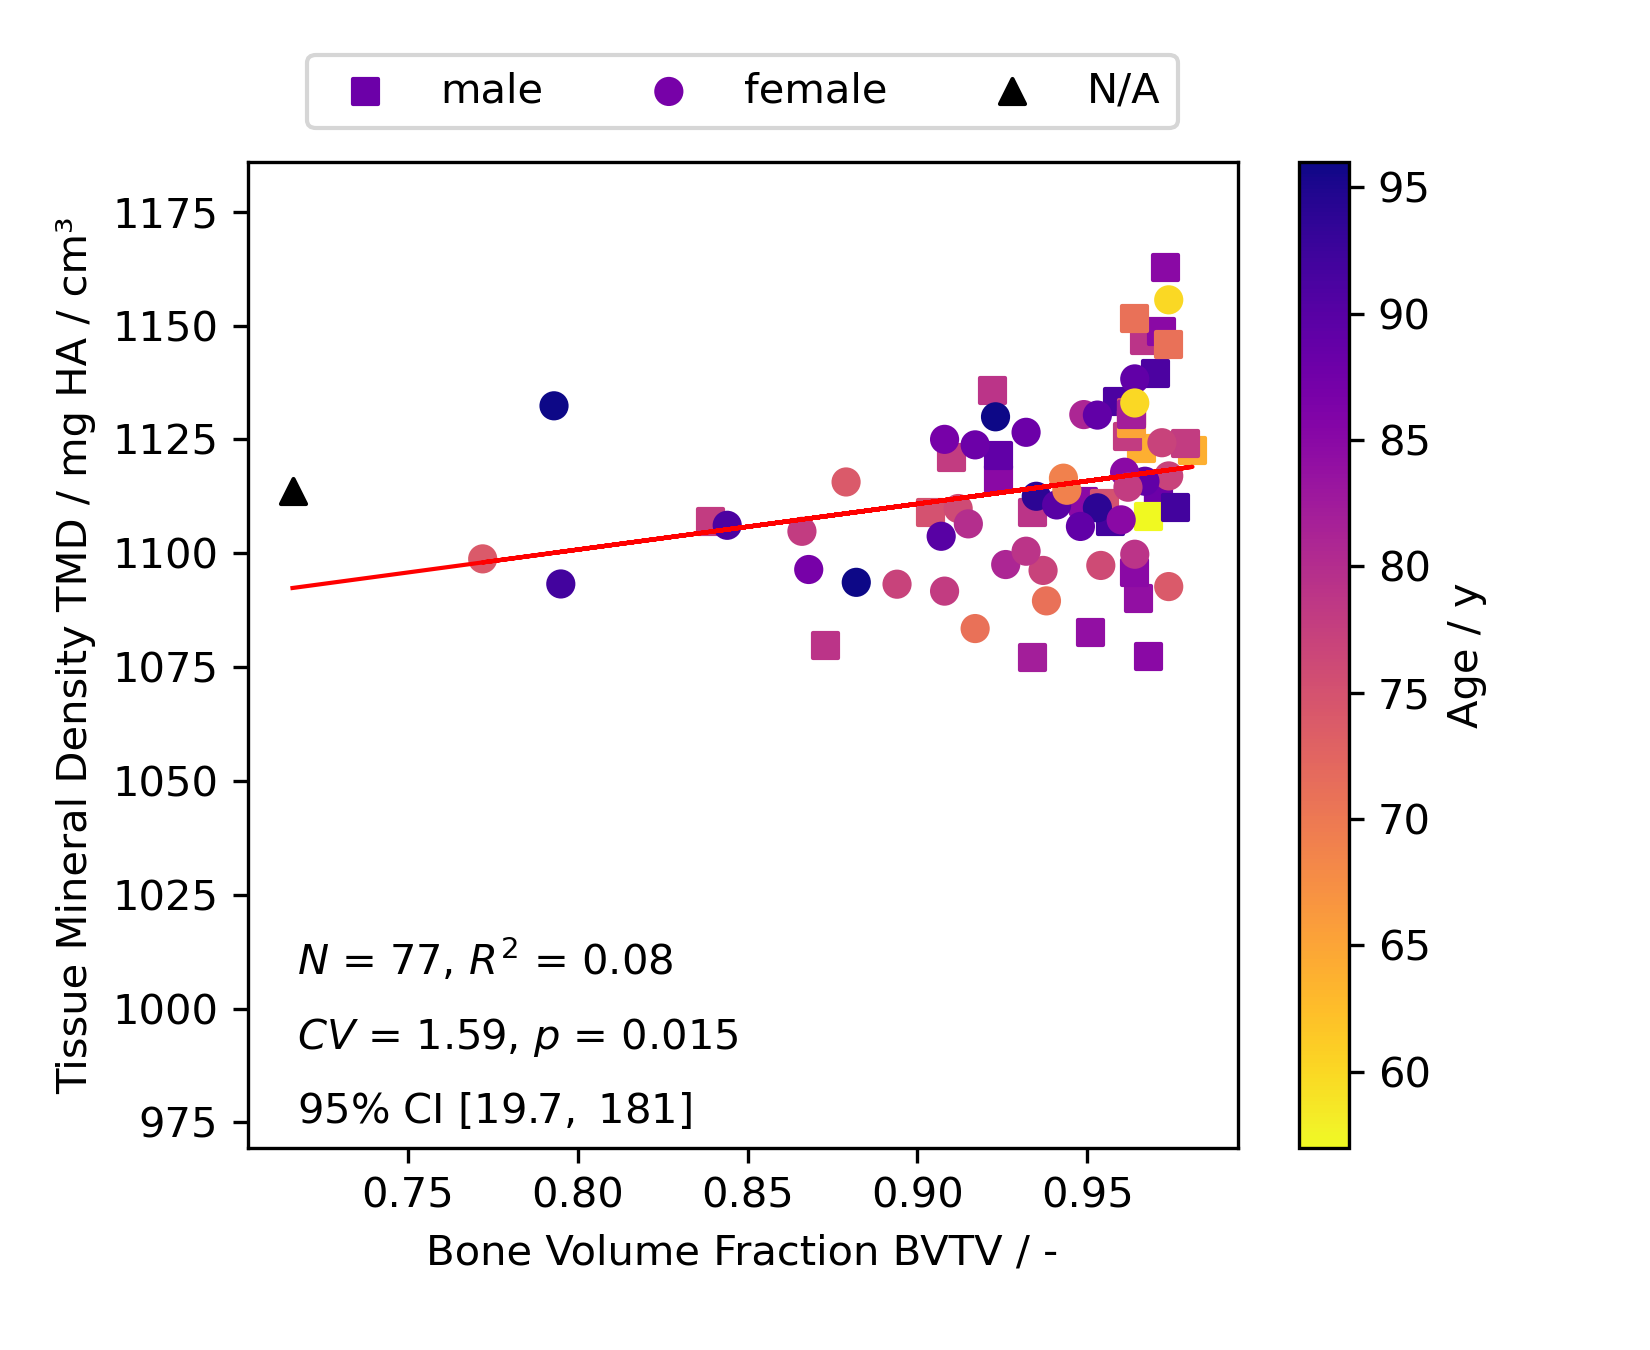 male female N/A
1175
1150
1125
1100
1075
1050
1025
1000
975
Tissue Mineral Density TMD / mg HA / cm³
N = 77, R² = 0.08
CV = 1.59, p = 0.015
95% CI [19.7, 181]
0.75 0.80 0.85 0.90 0.95
Bone Volume Fraction BVTV / -
95
90
85
80
75
70
65
60
Age / y